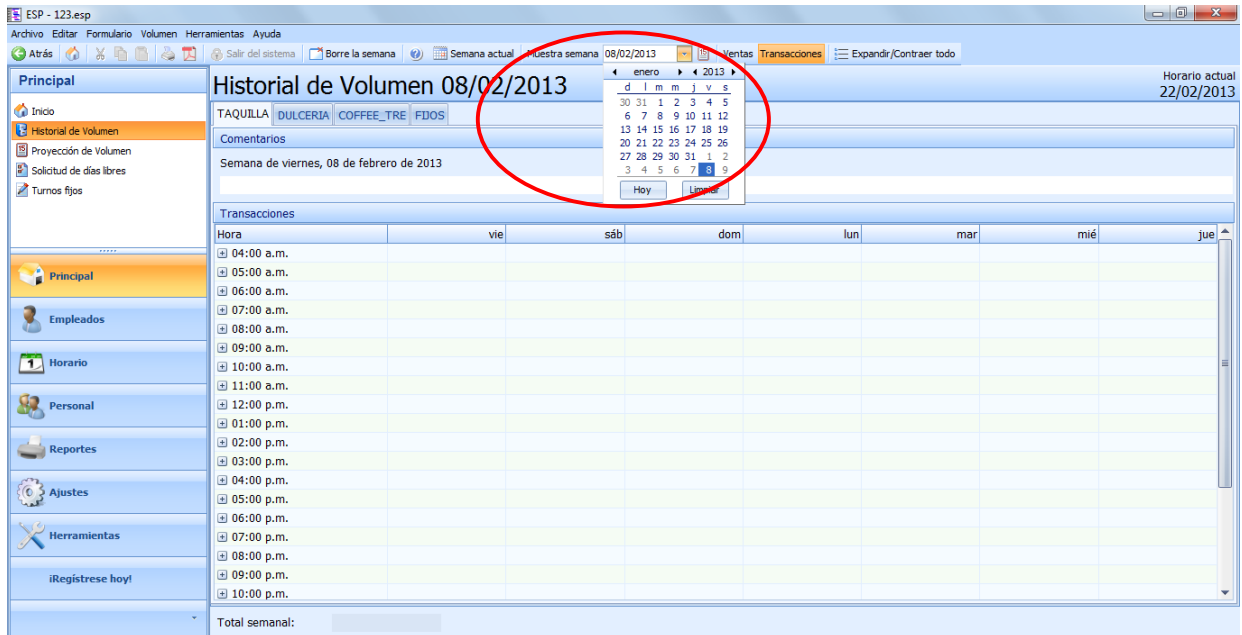 ESP - 123.esp
Archivo Editar Formulario Volumen Herramientas Ayuda
Atrás Salir del sistema Borre la semana Semana actual Muestra semana 08/02/2013 15 Ventas Transacciones Expandir/Contraer todo
Principal
Inicio
Historial de Volumen
Proyección de Volumen
Solicitud de días libres
Turnos fijos
Principal
Empleados
Horario
Personal
Reportes
Ajustes
Herramientas
¡Regístrese hoy!
Historial de Volumen 08/02/2013
Horario actual
22/02/2013
TAQUILLA DULCERIA COFFEE_TRE FIJOS
Comentarios
Semana de viernes, 08 de febrero de 2013
enero 2013
d l m m j v s
30 31 1 2 3 4 5
6 7 8 9 10 11 12
13 14 15 16 17 18 19
20 21 22 23 24 25 26
27 28 29 30 31 1 2
3 4 5 6 7 8 9
Hoy Limpiar
Transacciones
Hora vie sáb dom lun mar mié jue
04:00 a.m.
05:00 a.m.
06:00 a.m.
07:00 a.m.
08:00 a.m.
09:00 a.m.
10:00 a.m.
11:00 a.m.
12:00 p.m.
01:00 p.m.
02:00 p.m.
03:00 p.m.
04:00 p.m.
05:00 p.m.
06:00 p.m.
07:00 p.m.
08:00 p.m.
09:00 p.m.
10:00 p.m.
Total semanal: